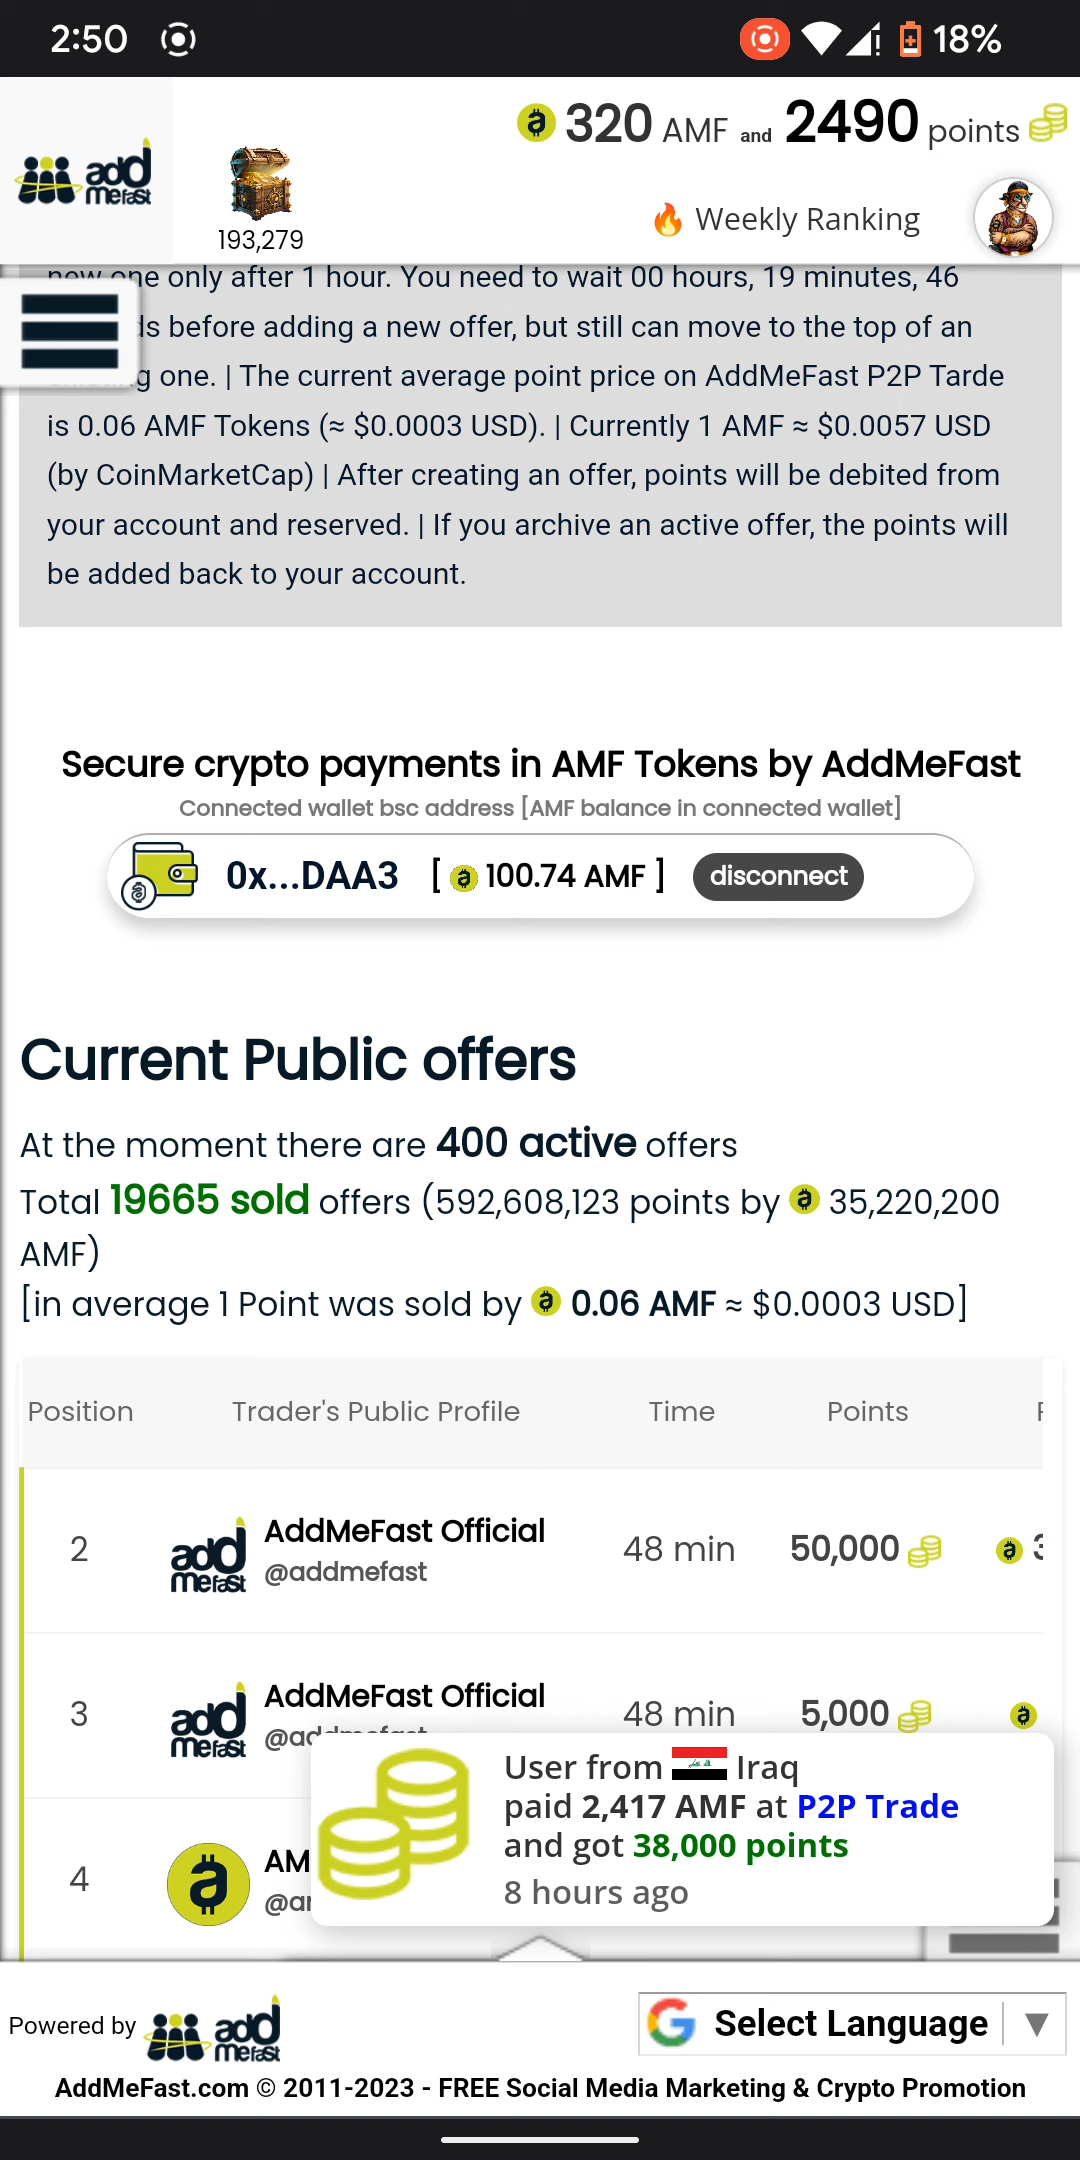 2:50
18%
320 AMF and 2490 points
add
mefast
193,279
Weekly Ranking
new one only after 1 hour. You need to wait 00 hours, 19 minutes, 46
before adding a new offer, but still can move to the top of an
one. | The current average point price on AddMeFast P2P Tarde
is 0.06 AMF Tokens (≈ $0.0003 USD). | Currently 1 AMF ≈ $0.0057 USD
(by CoinMarketCap) | After creating an offer, points will be debited from
your account and reserved. | If you archive an active offer, the points will
be added back to your account.
Secure crypto payments in AMF Tokens by AddMeFast
Connected wallet bsc address [AMF balance in connected wallet]
0x...DAA3 [ 100.74 AMF ] disconnect
Current Public offers
At the moment there are 400 active offers
Total 19665 sold offers (592,608,123 points by 35,220,200
AMF)
[in average 1 Point was sold by 0.06 AMF ≈ $0.0003 USD]
Position Trader's Public Profile Time Points
2 add mefast AddMeFast Official 48 min 50,000
@addmefast
3 add mefast AddMeFast Official 48 min 5,000
@addmefast
4
User from Iraq
paid 2,417 AMF at P2P Trade
and got 38,000 points
8 hours ago
Powered by add mefast
Select Language ▼
AddMeFast.com © 2011-2023 - FREE Social Media Marketing & Crypto Promotion